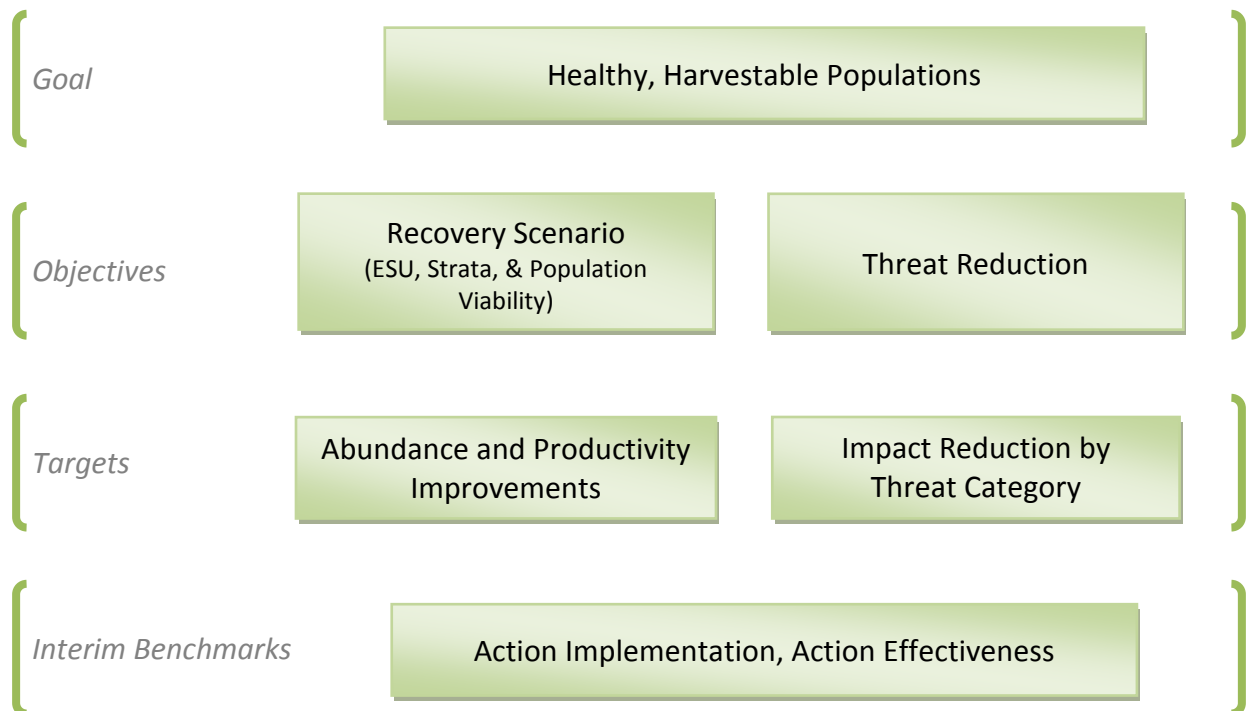 Goal
Healthy, Harvestable Populations
Objectives
Recovery Scenario
(ESU, Strata, & Population
Viability)
Threat Reduction
Targets
Abundance and Productivity
Improvements
Impact Reduction by
Threat Category
Interim Benchmarks
Action Implementation, Action Effectiveness